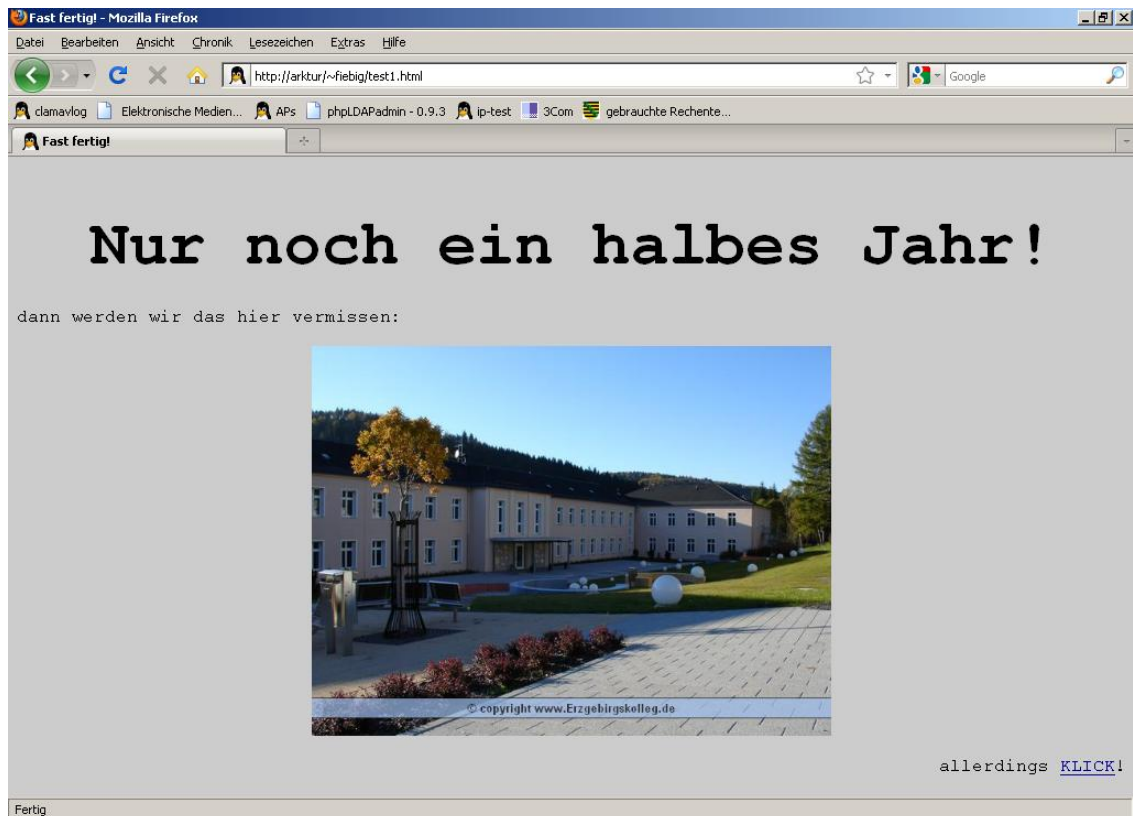 Fast fertig! - Mozilla Firefox
Datei Bearbeiten Ansicht Chronik Lesezeichen Extras Hilfe
http://arktur/~fiebig/test1.html Google
clamavlog Elektronische Medien... APs phpLDAPadmin - 0.9.3 ip-test 3Com gebrauchte Rechente...
Fast fertig!
Nur noch ein halbes Jahr!
dann werden wir das hier vermissen:
© copyright www.Erzgebirgskolleg.de
allerdings KLICK!
Fertig